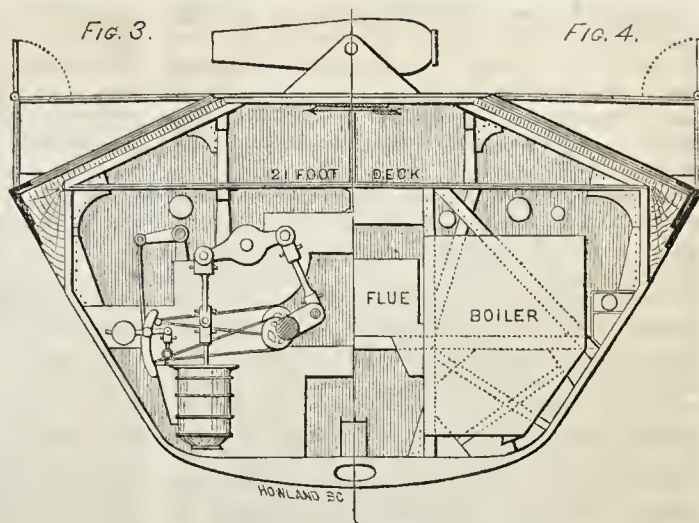 FIG. 3. FIG. 4.
21 FOOT DECK
FLUE
BOILER
HOWLAND SC